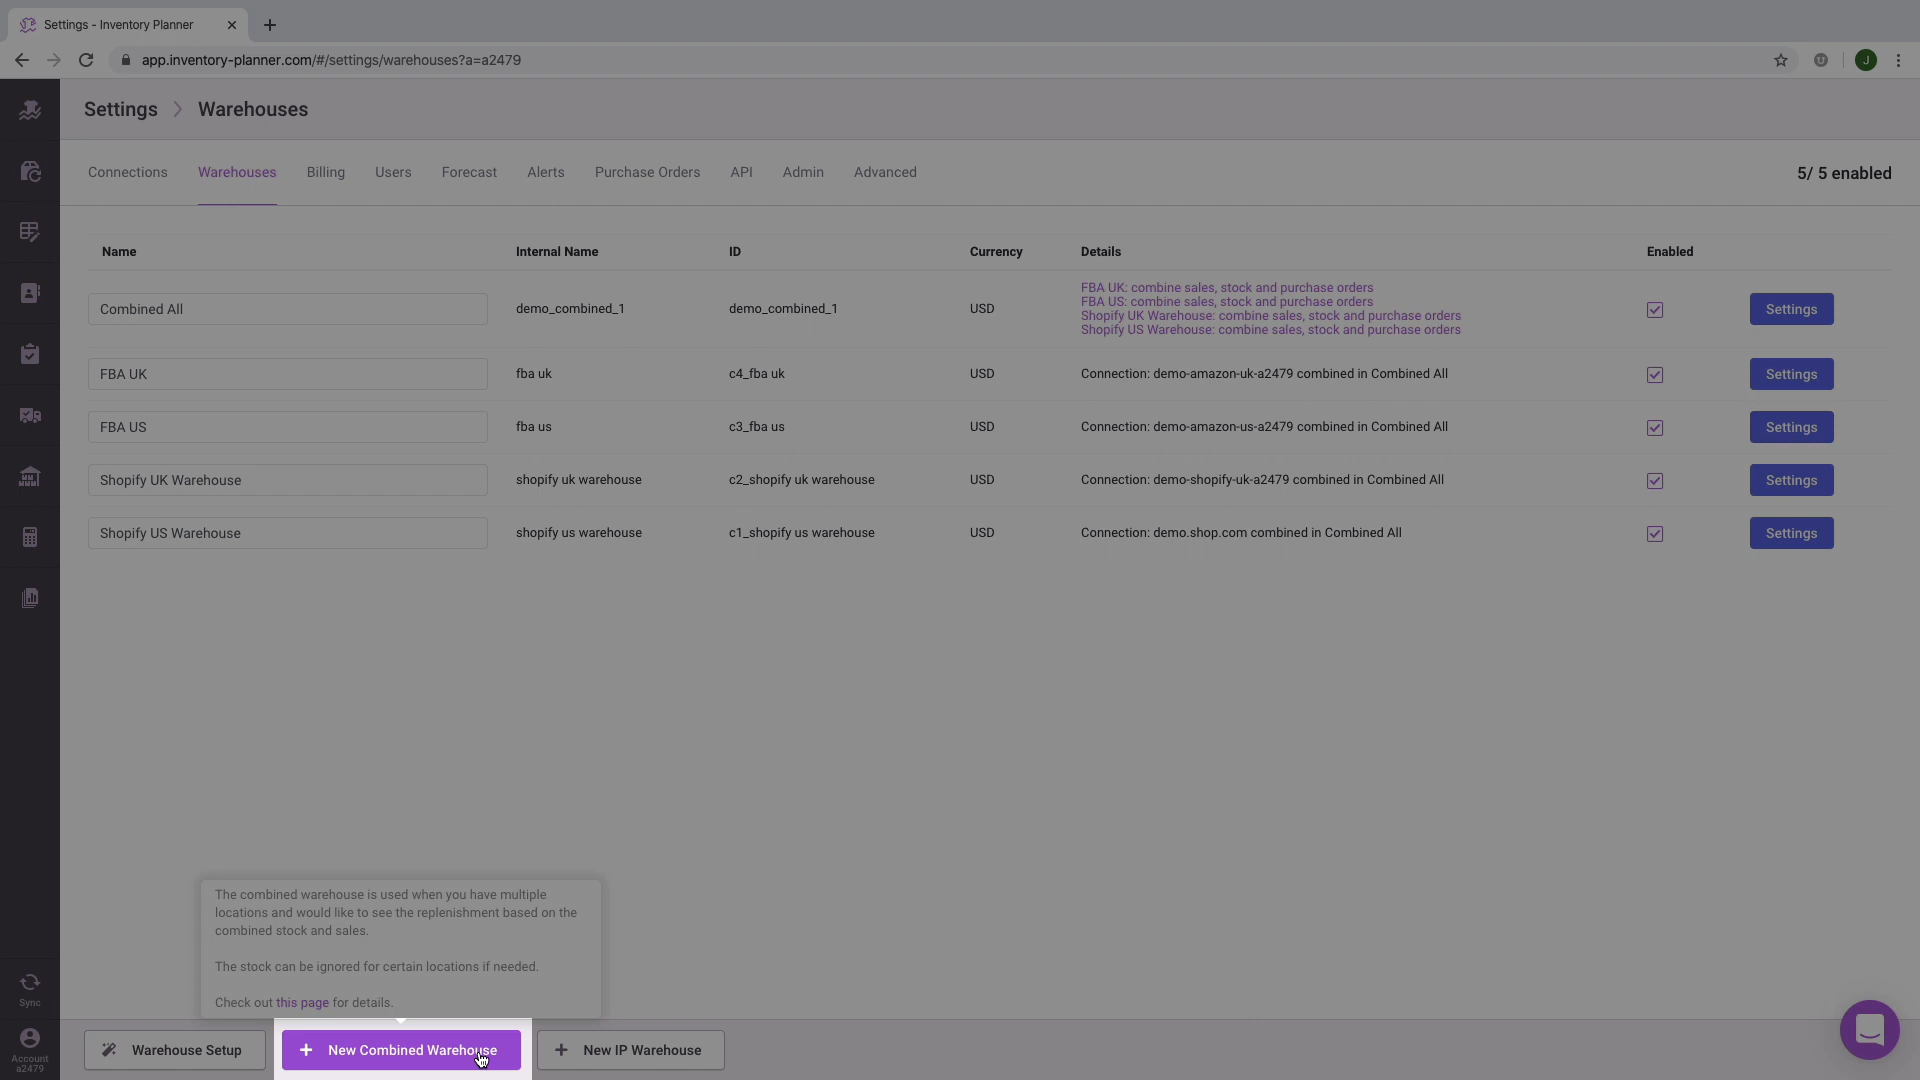 Settings - Inventory Planner
app.inventory-planner.com/#/settings/warehouses?a=a2479
J
Settings > Warehouses
Connections Warehouses Billing Users Forecast Alerts Purchase Orders API Admin Advanced 5/ 5 enabled
Name Internal Name ID Currency Details Enabled
Combined All demo_combined_1 demo_combined_1 USD
FBA UK: combine sales, stock and purchase orders
FBA US: combine sales, stock and purchase orders
Shopify UK Warehouse: combine sales, stock and purchase orders
Shopify US Warehouse: combine sales, stock and purchase orders
Settings
FBA UK fba uk c4_fba uk USD Connection: demo-amazon-uk-a2479 combined in Combined All Settings
FBA US fba us c3_fba us USD Connection: demo-amazon-us-a2479 combined in Combined All Settings
Shopify UK Warehouse shopify uk warehouse c2_shopify uk warehouse USD Connection: demo-shopify-uk-a2479 combined in Combined All Settings
Shopify US Warehouse shopify us warehouse c1_shopify us warehouse USD Connection: demo.shop.com combined in Combined All Settings
The combined warehouse is used when you have multiple
locations and would like to see the replenishment based on the
combined stock and sales.
The stock can be ignored for certain locations if needed.
Check out this page for details.
Sync
Account
a2479
Warehouse Setup + New Combined Warehouse + New IP Warehouse